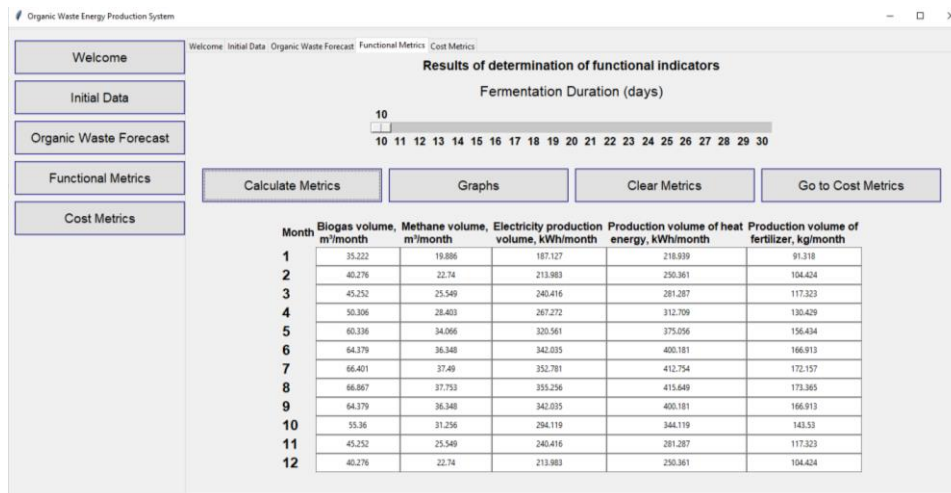 Organic Waste Energy Production System
Welcome
Initial Data
Organic Waste Forecast
Functional Metrics
Cost Metrics
Welcome Initial Data Organic Waste Forecast Functional Metrics Cost Metrics
Results of determination of functional indicators
Fermentation Duration (days)
10
10 11 12 13 14 15 16 17 18 19 20 21 22 23 24 25 26 27 28 29 30
Calculate Metrics Graphs Clear Metrics Go to Cost Metrics
Month Biogas volume, m³/month Methane volume, m³/month Electricity production volume, kWh/month Production volume of heat energy, kWh/month Production volume of fertilizer, kg/month
1 35.222 19.886 187.127 218.939 91.318
2 40.276 22.74 213.983 250.361 104.424
3 45.252 25.549 240.416 281.287 117.323
4 50.306 28.403 267.272 312.709 130.429
5 60.336 34.066 320.561 375.056 156.434
6 64.379 36.348 342.035 400.181 166.913
7 66.401 37.49 352.781 412.754 172.157
8 66.867 37.753 355.256 415.649 173.365
9 64.379 36.348 342.035 400.181 166.913
10 55.36 31.256 294.119 344.119 143.53
11 45.252 25.549 240.416 281.287 117.323
12 40.276 22.74 213.983 250.361 104.424